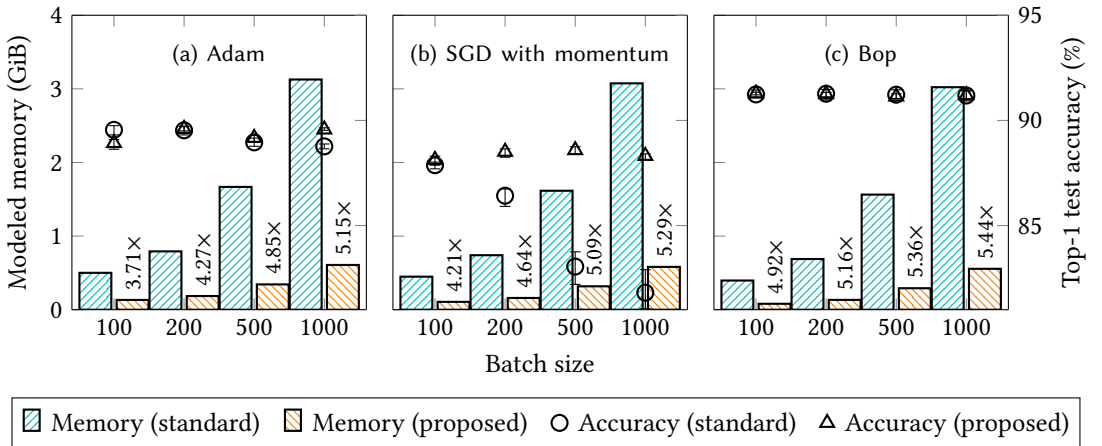 4 95
(a) Adam (b) SGD with momentum (c) Bop
3
90
2
85
1
0
Modeled memory (GiB)
Top-1 test accuracy (%)
3.71× 4.27× 4.85× 5.15×
4.21× 4.64× 5.09× 5.29×
4.92× 5.16× 5.36× 5.44×
100 200 500 1000 100 200 500 1000 100 200 500 1000
Batch size
Memory (standard) Memory (proposed) Accuracy (standard) Accuracy (proposed)